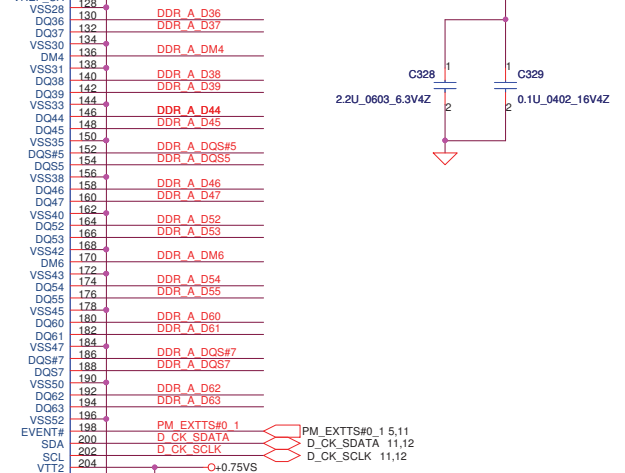 128
VSS28
130 DDR_A_D36
DQ36
132 DDR_A_D37
DQ37
134
VSS30
136 DDR_A_DM4
DM4
138
VSS31
140 DDR_A_D38
DQ38
142 DDR_A_D39
DQ39
144
VSS33
146 DDR_A_D44
DQ44
148 DDR_A_D45
DQ45
150
VSS35
152 DDR_A_DQS#5
DQS#5
154 DDR_A_DQS5
DQS5
156
VSS38
158 DDR_A_D46
DQ46
160 DDR_A_D47
DQ47
162
VSS40
164 DDR_A_D52
DQ52
166 DDR_A_D53
DQ53
168
VSS42
170 DDR_A_DM6
DM6
172
VSS43
174 DDR_A_D54
DQ54
176 DDR_A_D55
DQ55
178
VSS45
180 DDR_A_D60
DQ60
182 DDR_A_D61
DQ61
184
VSS47
186 DDR_A_DQS#7
DQS#7
188 DDR_A_DQS7
DQS7
190
VSS50
192 DDR_A_D62
DQ62
194 DDR_A_D63
DQ63
196
VSS52
198 PM_EXTTS#0_1 PM_EXTTS#0_1 5,11
EVENT#
200 D_CK_SDATA D_CK_SDATA 11,12
SDA
202 D_CK_SCLK D_CK_SCLK 11,12
SCL
204 +0.75VS
VTT2
1 1
C328 C329
2.2U_0603_6.3V4Z 0.1U_0402_16V4Z
2 2